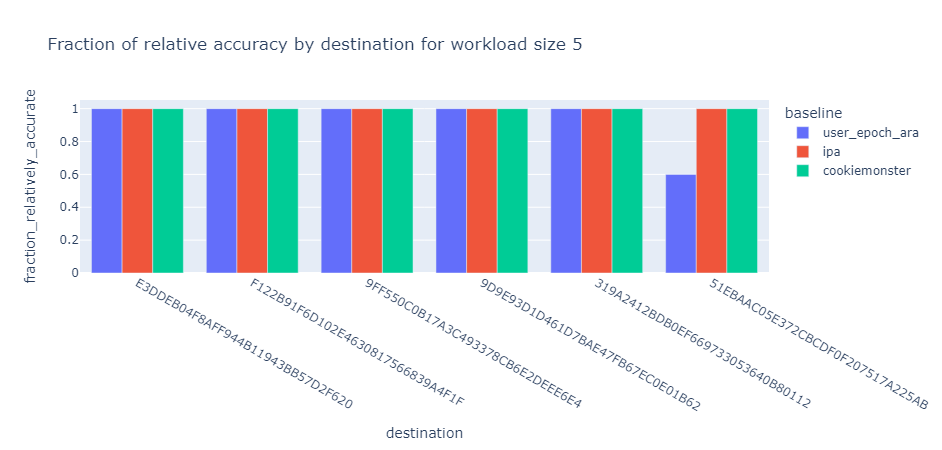 Fraction of relative accuracy by destination for workload size 5
fraction_relatively_accurate
1
0.8
0.6
0.4
0.2
0
E3DDEB04F8AFF944B11943BB57D2F620
F122B91F6D102E4630817566839A4F1F
9FF550C0B17A3C493378CB6E2DEEE6E4
9D9E93D1D461D7BAE47FB67EC0E01B62
319A2412BDB0EF669733053640B80112
51EBAAC05E372CBCDF0F207517A225AB
destination
baseline
user_epoch_ara
ipa
cookiemonster